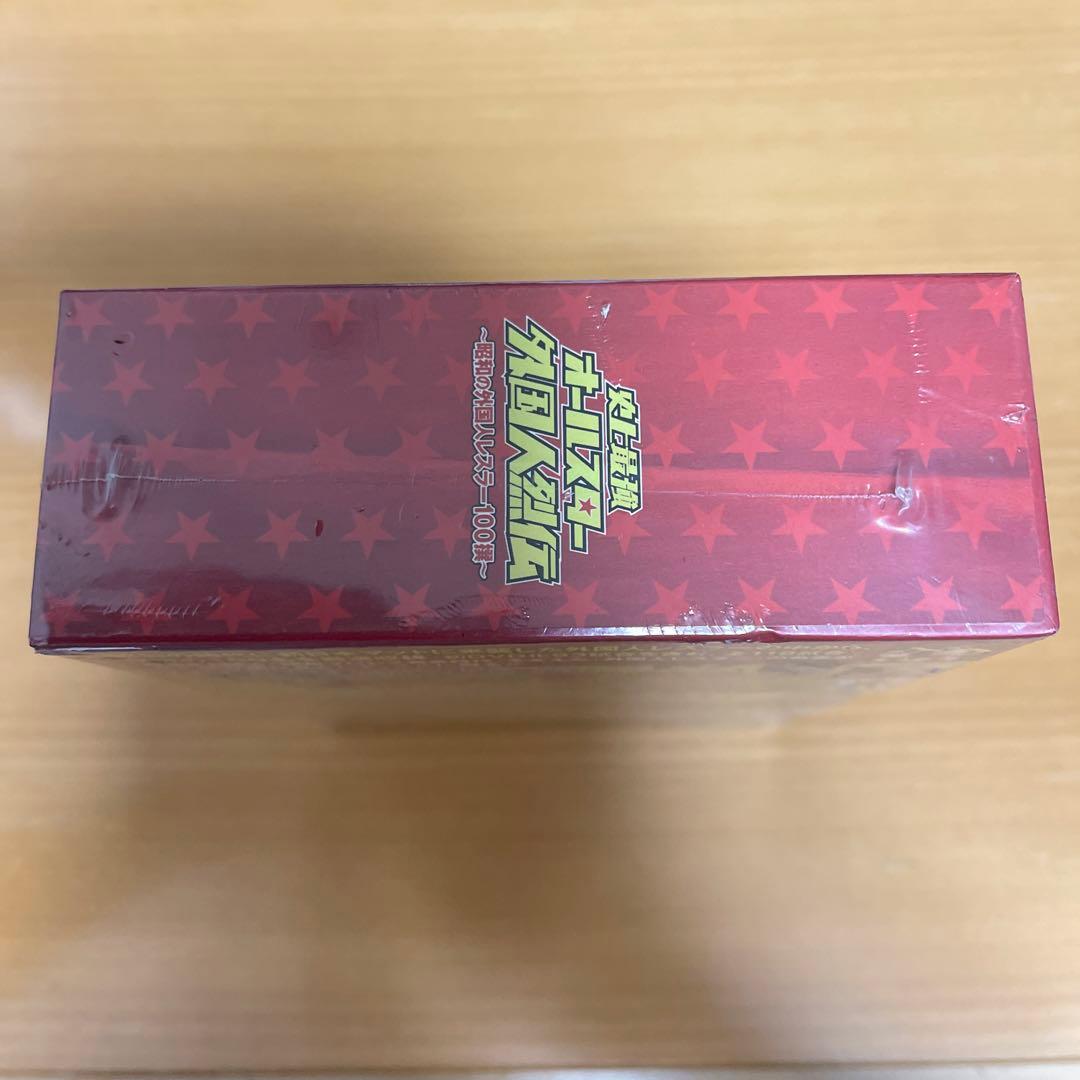 史上最強
オールスター
外国人烈伝
～昭和の外国人レスラー100撰～